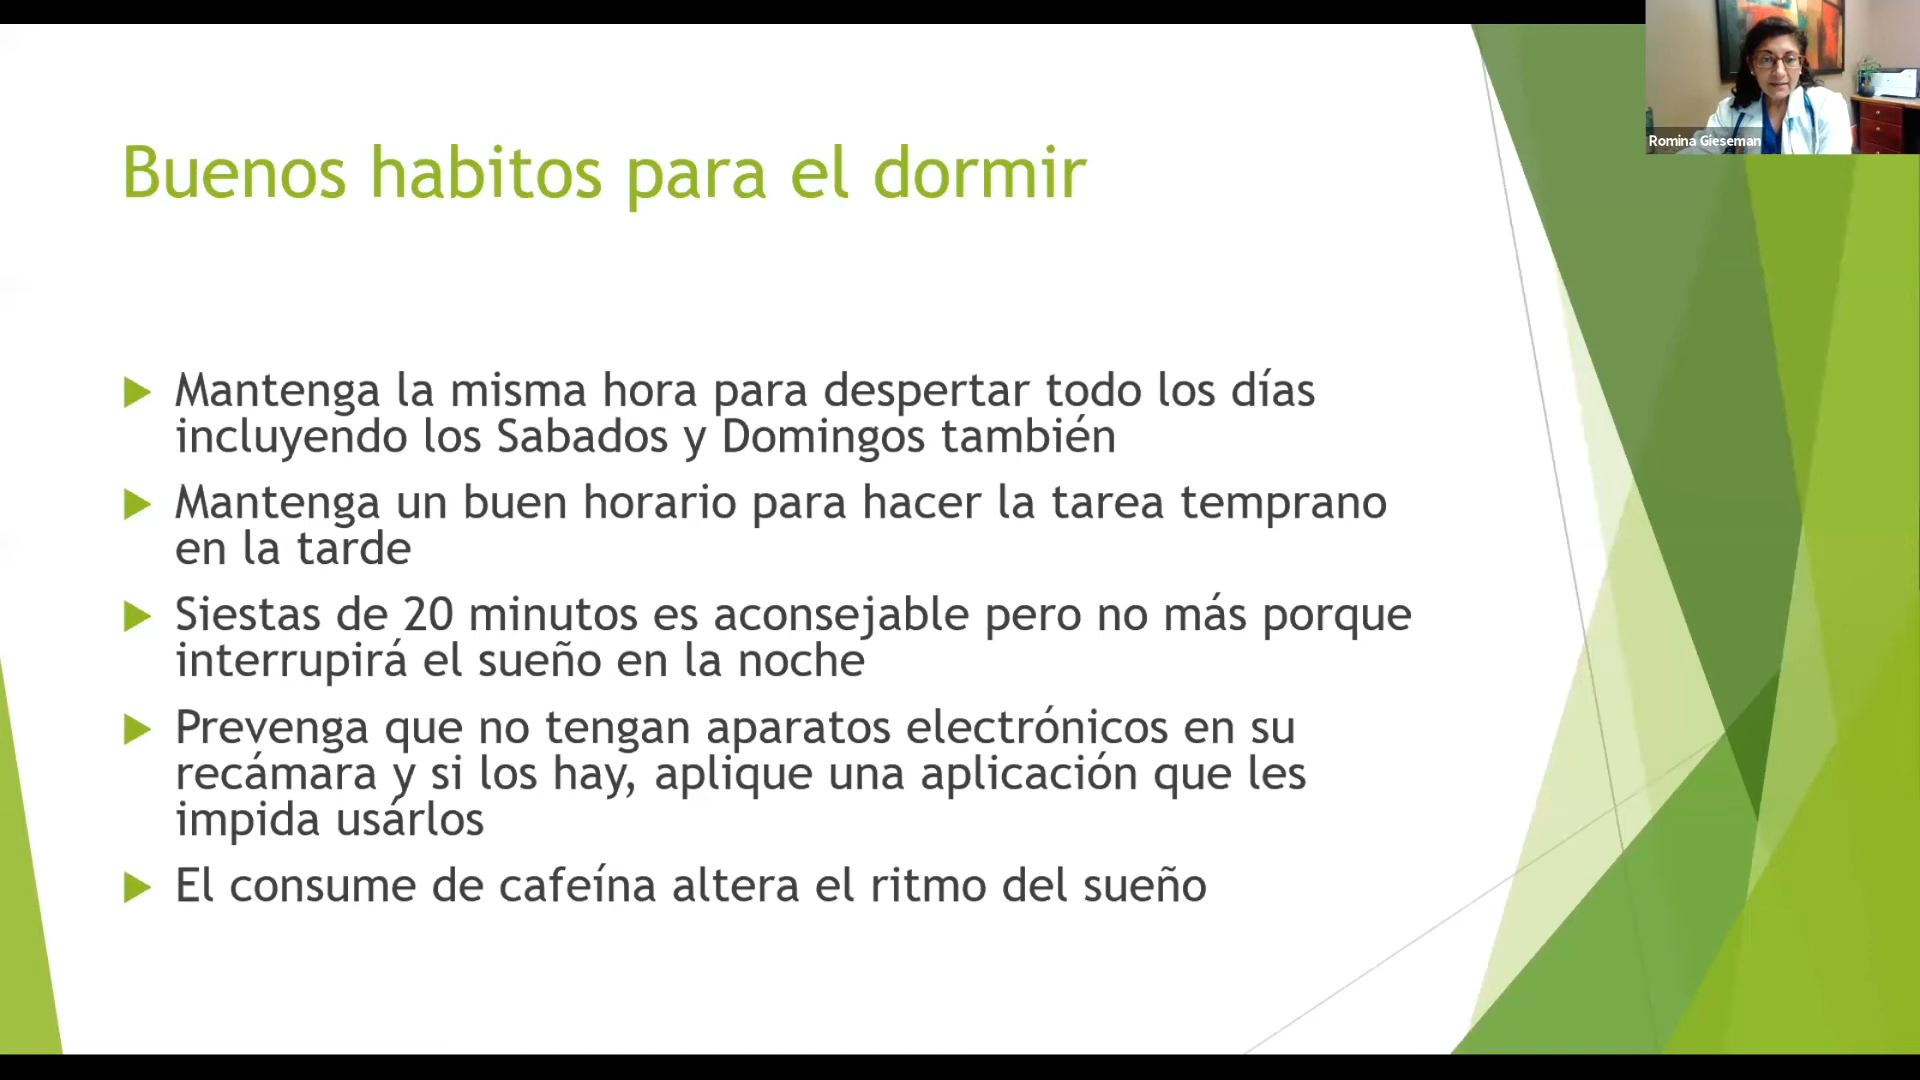 Romina Gieseman
Buenos habitos para el dormir
Mantenga la misma hora para despertar todo los días
incluyendo los Sabados y Domingos también
Mantenga un buen horario para hacer la tarea temprano
en la tarde
Siestas de 20 minutos es aconsejable pero no más porque
interrupirá el sueño en la noche
Prevenga que no tengan aparatos electrónicos en su
recámara y si los hay, aplique una aplicación que les
impida usárlos
El consume de cafeína altera el ritmo del sueño